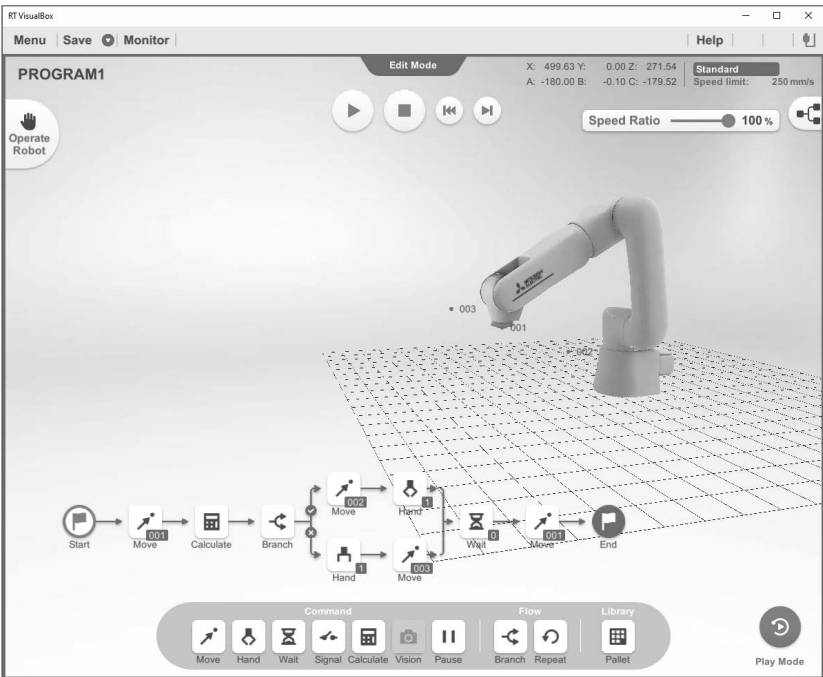 RT VisualBox
Menu Save Monitor Help
PROGRAM1
Edit Mode
X: 499.63 Y: 0.00 Z: 271.54
A: -180.00 B: -0.10 C: -179.52
Standard
Speed limit: 250 mm/s
Operate
Robot
Speed Ratio 100 %
MITSUBISHI
ELECTRIC
003
001
002
002 1
Move Hand
001 0 001
Start Move Calculate Branch Wait Move End
1 003
Hand Move
Command Flow Library
Move Hand Wait Signal Calculate Vision Pause Branch Repeat Pallet
Play Mode